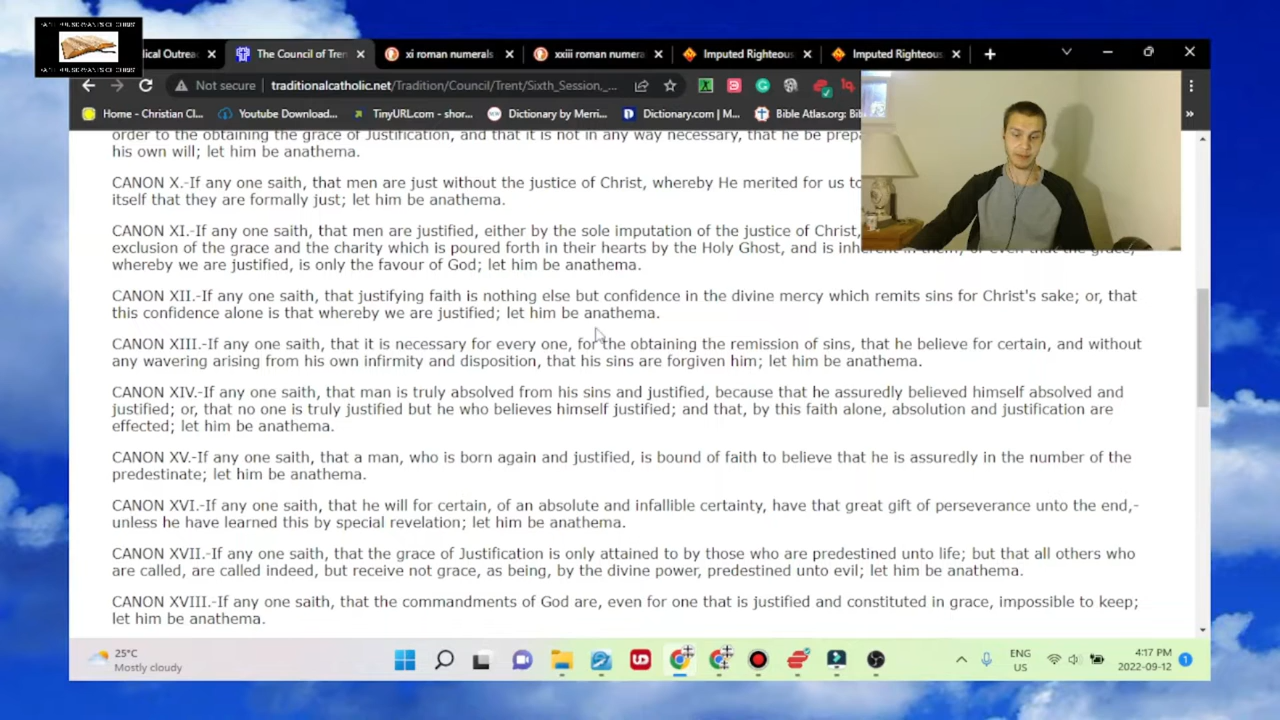 FAITHFUL SERVANTS OF CHRIST
ical Outrea
The Council of Tren
xi roman numerals
xxiii roman numera
Imputed Righteous
Imputed Righteous
Not secure
traditionalcatholic.net/Tradition/Council/Trent/Sixth_Session,_...
Home - Christian Cl...
Youtube Download...
TinyURL.com - shor...
Dictionary by Merri...
Dictionary.com | M...
Bible Atlas.org: Bib
order to the obtaining the grace of Justification, and that it is not in any way necessary, that he be prepa
his own will; let him be anathema.
CANON X.-If any one saith, that men are just without the justice of Christ, whereby He merited for us to
itself that they are formally just; let him be anathema.
CANON XI.-If any one saith, that men are justified, either by the sole imputation of the justice of Christ,
exclusion of the grace and the charity which is poured forth in their hearts by the Holy Ghost, and is inherent in them; or even that the grace,
whereby we are justified, is only the favour of God; let him be anathema.
CANON XII.-If any one saith, that justifying faith is nothing else but confidence in the divine mercy which remits sins for Christ's sake; or, that
this confidence alone is that whereby we are justified; let him be anathema.
CANON XIII.-If any one saith, that it is necessary for every one, for the obtaining the remission of sins, that he believe for certain, and without
any wavering arising from his own infirmity and disposition, that his sins are forgiven him; let him be anathema.
CANON XIV.-If any one saith, that man is truly absolved from his sins and justified, because that he assuredly believed himself absolved and
justified; or, that no one is truly justified but he who believes himself justified; and that, by this faith alone, absolution and justification are
effected; let him be anathema.
CANON XV.-If any one saith, that a man, who is born again and justified, is bound of faith to believe that he is assuredly in the number of the
predestinate; let him be anathema.
CANON XVI.-If any one saith, that he will for certain, of an absolute and infallible certainty, have that great gift of perseverance unto the end,-
unless he have learned this by special revelation; let him be anathema.
CANON XVII.-If any one saith, that the grace of Justification is only attained to by those who are predestined unto life; but that all others who
are called, are called indeed, but receive not grace, as being, by the divine power, predestined unto evil; let him be anathema.
CANON XVIII.-If any one saith, that the commandments of God are, even for one that is justified and constituted in grace, impossible to keep;
let him be anathema.
25°C
Mostly cloudy
UD
ENG
US
4:17 PM
2022-09-12
1